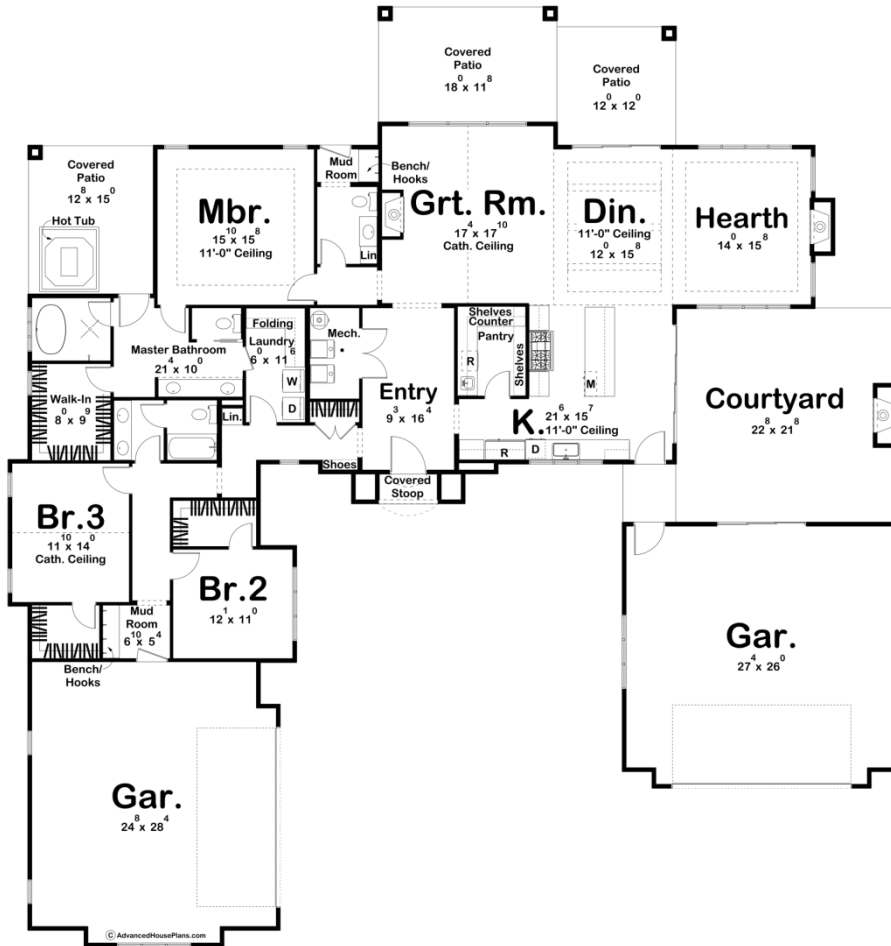 Covered
Patio
18⁰ x 11⁸
Covered
Patio
12⁰ x 12⁰
Covered
Patio
12⁸ x 15⁰
Hot Tub
Mbr.
15¹⁰ x 15⁸
11'-0" Ceiling
Mud
Room
Bench/
Hooks
Lin
Grt. Rm.
17⁴ x 17¹⁰
Cath. Ceiling
Din.
11'-0" Ceiling
12⁰ x 15⁸
Hearth
14⁰ x 15⁸
Master Bathroom
21⁴ x 10⁰
Folding
Laundry
6⁰ x 11⁶
W
D
Mech.
Shelves
Counter
Pantry
Shelves
R
M
Entry
9³ x 16⁴
K.
21⁶ x 15⁷
11'-0" Ceiling
R
D
Courtyard
22⁸ x 21⁸
Walk-In
8⁰ x 9⁹
Lin.
Shoes
Covered
Stoop
Br.3
11¹⁰ x 14⁰
Cath. Ceiling
Br.2
12¹ x 11⁰
Mud
Room
6¹⁰ x 5⁴
Bench/
Hooks
Gar.
27⁴ x 26⁰
Gar.
24⁸ x 28⁴
© AdvancedHousePlans.com